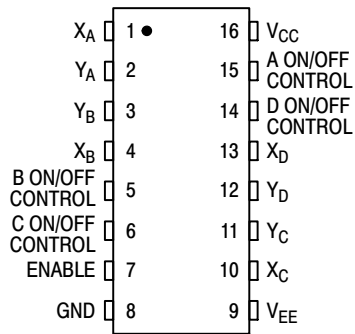 X_A 1 16 V_CC
Y_A 2 15 A ON/OFF CONTROL
Y_B 3 14 D ON/OFF CONTROL
X_B 4 13 X_D
B ON/OFF CONTROL 5 12 Y_D
C ON/OFF CONTROL 6 11 Y_C
ENABLE 7 10 X_C
GND 8 9 V_EE